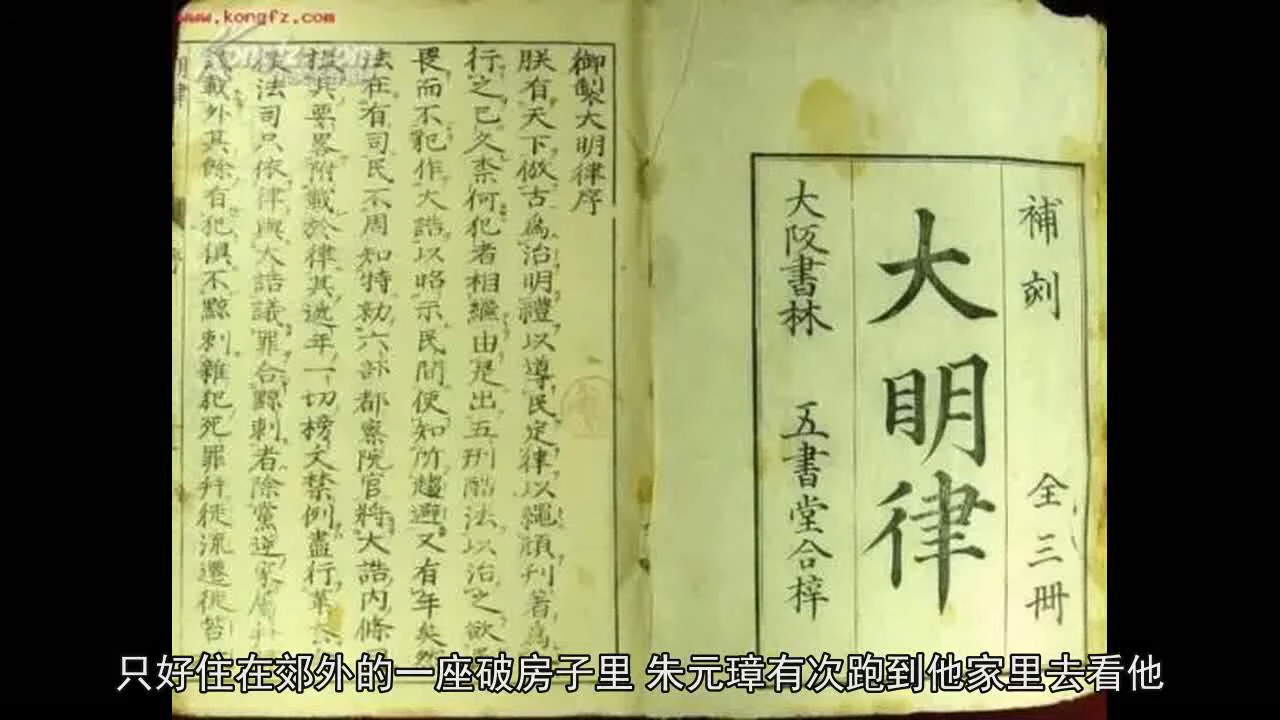 www.kongfz.com
補刻 全三冊
大明律
大阪書林 五書堂合梓
御製大明律序
朕有天下倣古為治明禮以導民定律以繩頑刊著為
行之已久柰何犯者相繼由是出五刑酷法以治之欲
畏而不犯作大誥以昭示民間使知所趨避又有年矣
法在有司民不周知特勑六部都察院官將大誥內條
撮其要畧附載於律其逓年一切榜文禁例盡行革
法司只依律與大誥議罪合黥刺者除黨逆家屬并
載外其餘有犯俱不黥刺雜犯死罪并徒流遷徙笞
只好住在郊外的一座破房子里 朱元璋有次跑到他家里去看他